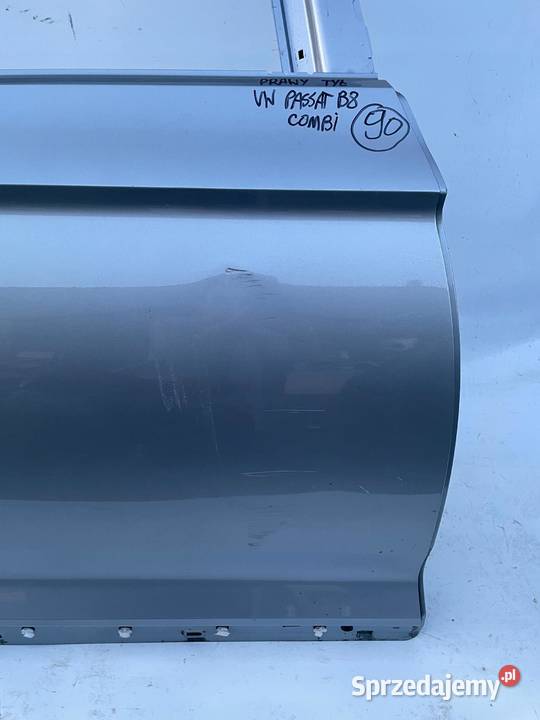 PRAWY TYŁ
VW PASSAT B8
COMBI
90
Sprzedajemy.pl